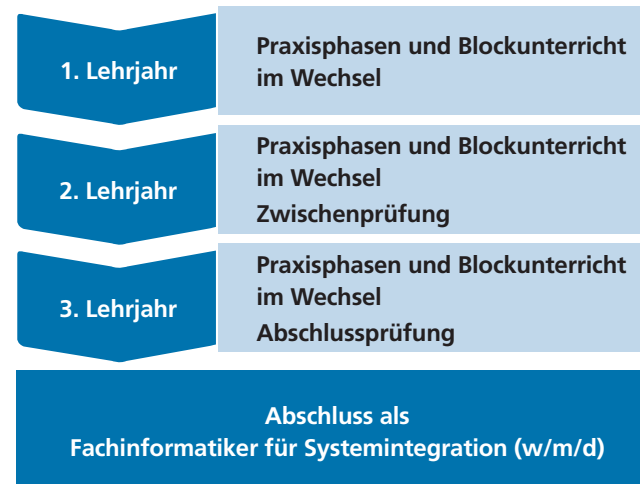 1. Lehrjahr
Praxisphasen und Blockunterricht
im Wechsel
2. Lehrjahr
Praxisphasen und Blockunterricht
im Wechsel
Zwischenprüfung
3. Lehrjahr
Praxisphasen und Blockunterricht
im Wechsel
Abschlussprüfung
Abschluss als
Fachinformatiker für Systemintegration (w/m/d)